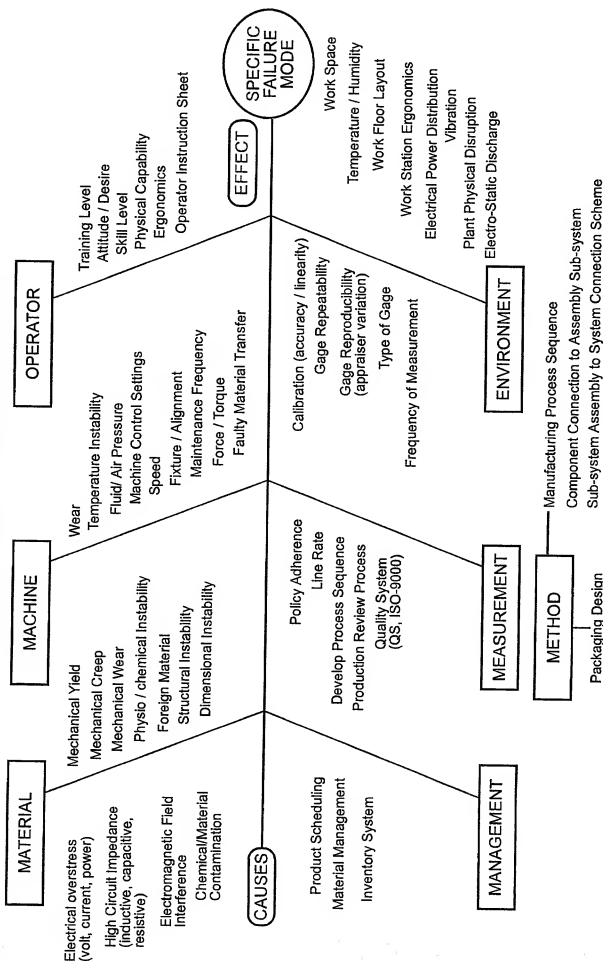 MATERIAL
Electrical overstress
(volt, current, power)
High Circuit Impedance
(inductive, capacitive,
resistive)
Electromagnetic Field
Interference
Chemical/Material
Contamination
Mechanical Yield
Mechanical Creep
Mechanical Wear
Physio / chemical Instability
Foreign Material
Structural Instability
Dimensional Instability
MACHINE
Wear
Temperature Instability
Fluid/ Air Pressure
Machine Control Settings
Speed
Fixture / Alignment
Maintenance Frequency
Force / Torque
Faulty Material Transfer
OPERATOR
Training Level
Attitude / Desire
Skill Level
Physical Capability
Ergonomics
Operator Instruction Sheet
CAUSES
EFFECT
SPECIFIC
FAILURE
MODE
Product Scheduling
Material Management
Inventory System
MANAGEMENT
Policy Adherence
Line Rate
Develop Process Sequence
Production Review Process
Quality System
(QS, ISO-9000)
MEASUREMENT
Calibration (accuracy / linearity)
Gage Repeatability
Gage Reproducibility
(appraiser variation)
Type of Gage
Frequency of Measurement
ENVIRONMENT
Work Space
Temperature / Humidity
Work Floor Layout
Work Station Ergonomics
Electrical Power Distribution
Vibration
Plant Physical Disruption
Electro-Static Discharge
METHOD
Manufacturing Process Sequence
Component Connection to Assembly Sub-system
Sub-system Assembly to System Connection Scheme
Packaging Design